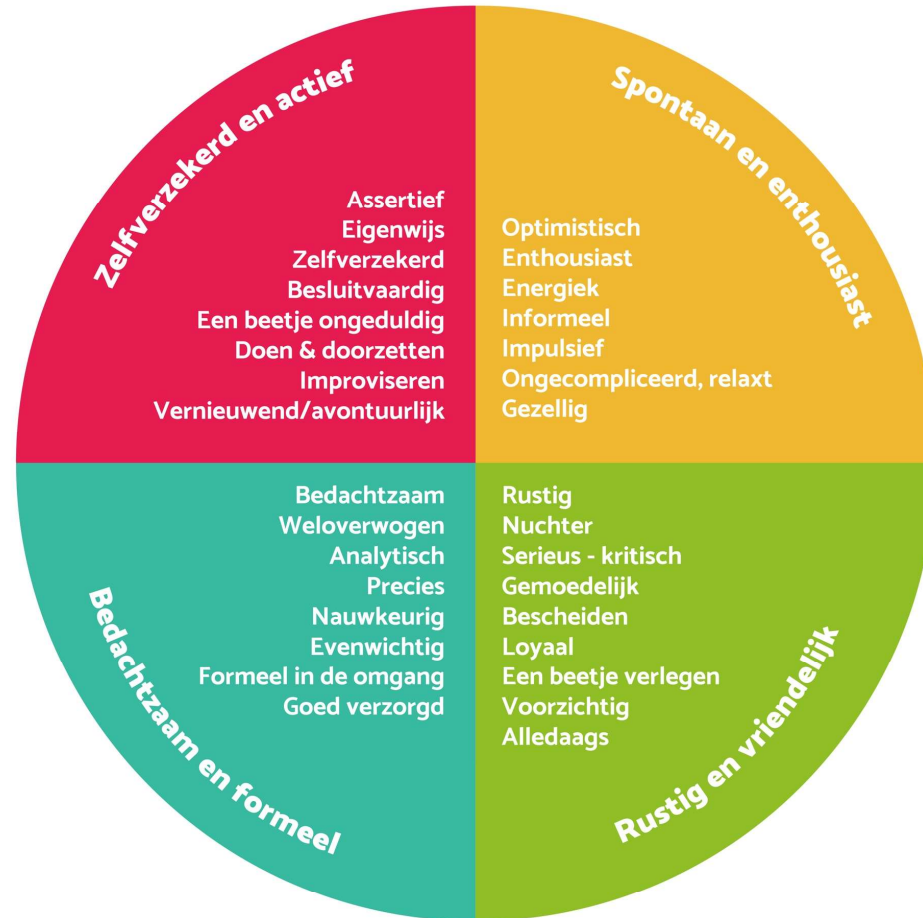 Zelfverzekerd en actief
Assertief
Eigenwijs
Zelfverzekerd
Besluitvaardig
Een beetje ongeduldig
Doen & doorzetten
Improviseren
Vernieuwend/avontuurlijk
Spontaan en enthousiast
Optimistisch
Enthousiast
Energiek
Informeel
Impulsief
Ongecompliceerd, relaxt
Gezellig
Bedachtzaam en formeel
Bedachtzaam
Weloverwogen
Analytisch
Precies
Nauwkeurig
Evenwichtig
Formeel in de omgang
Goed verzorgd
Rustig en vriendelijk
Rustig
Nuchter
Serieus - kritisch
Gemoedelijk
Bescheiden
Loyaal
Een beetje verlegen
Voorzichtig
Alledaags